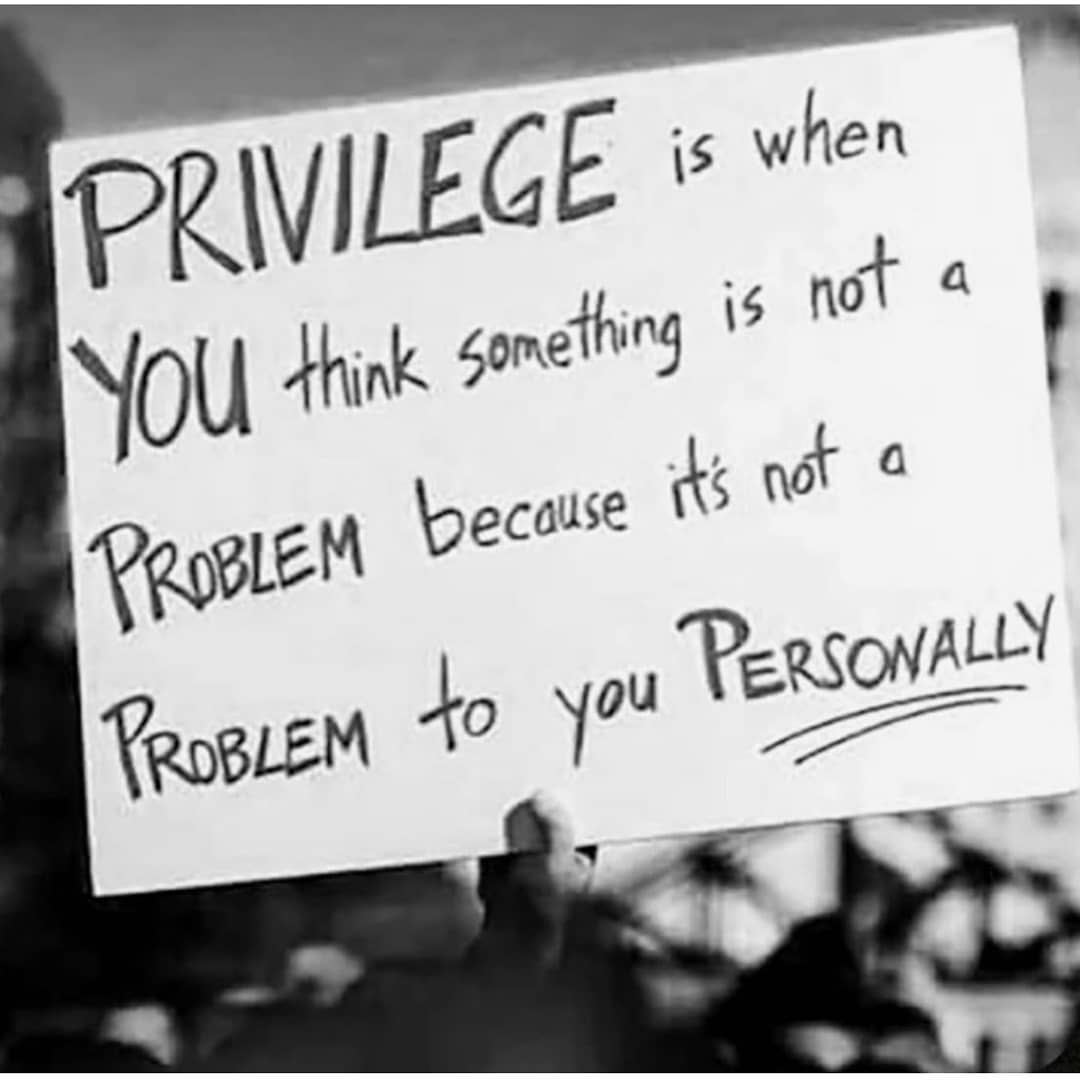 PRIVILEGE is when
YOU think something is not a
PROBLEM because it's not a
PROBLEM to you PERSONALLY